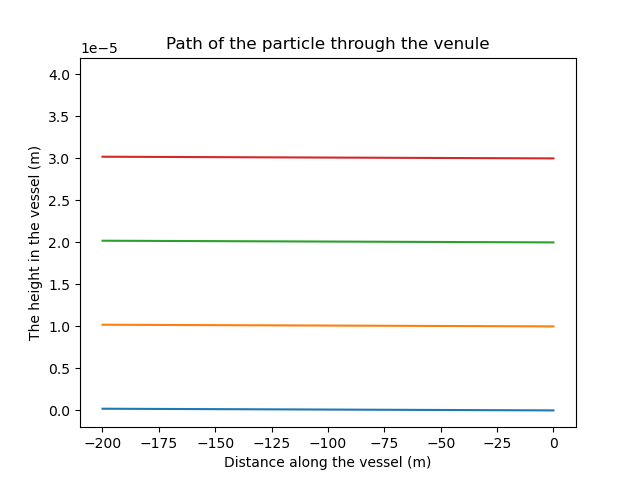 Path of the particle through the venule
1e−5
4.0
3.5
3.0
2.5
2.0
1.5
1.0
0.5
0.0
The height in the vessel (m)
−200 −175 −150 −125 −100 −75 −50 −25 0
Distance along the vessel (m)